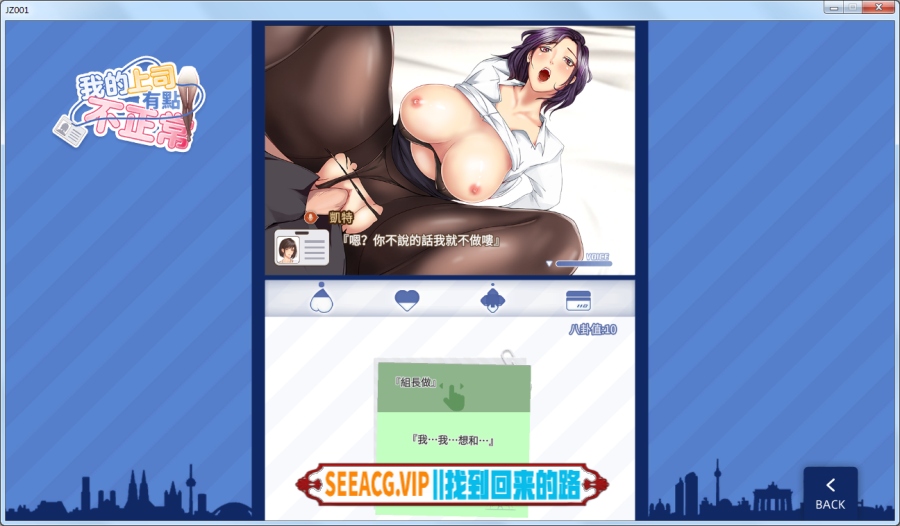 JZ001
我的上司
有點
不正常
凱特
『嗯？你不說的話我就不做嘍』
VOICE
八卦值:10
『組長做』
『我…我…想和…』
SEEACG.VIP||找到回来的路
BACK